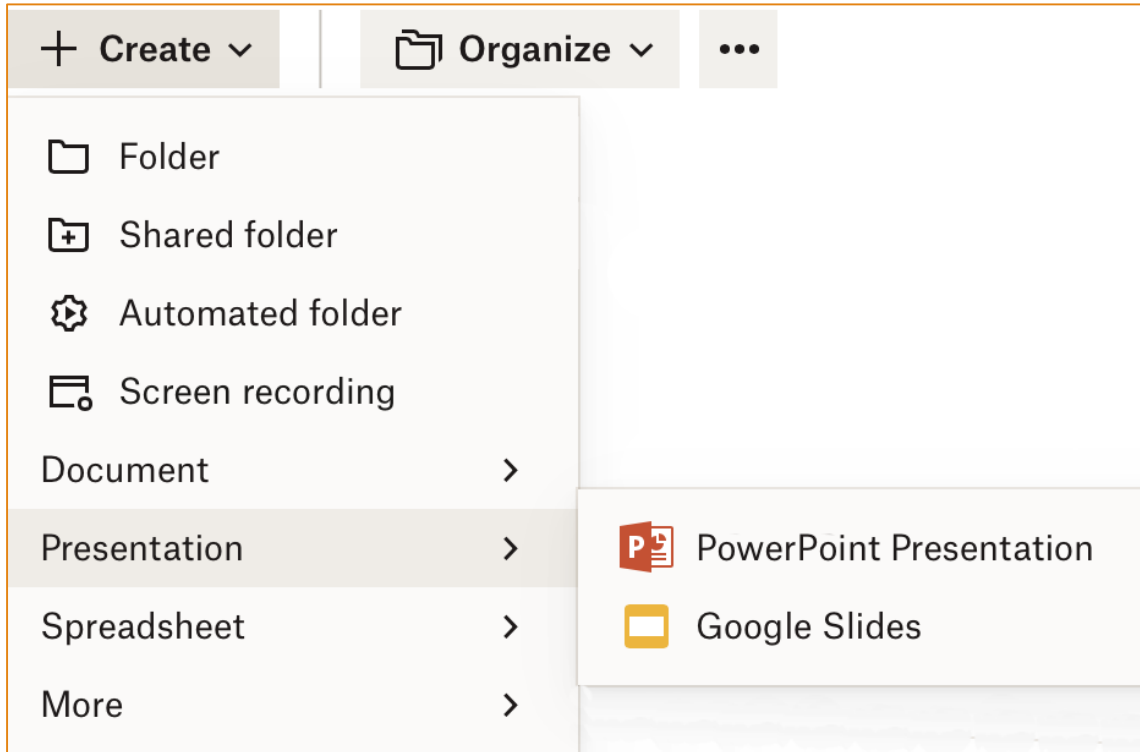 Create Organize
Folder
Shared folder
Automated folder
Screen recording
Document
Presentation
PowerPoint Presentation
Google Slides
Spreadsheet
More